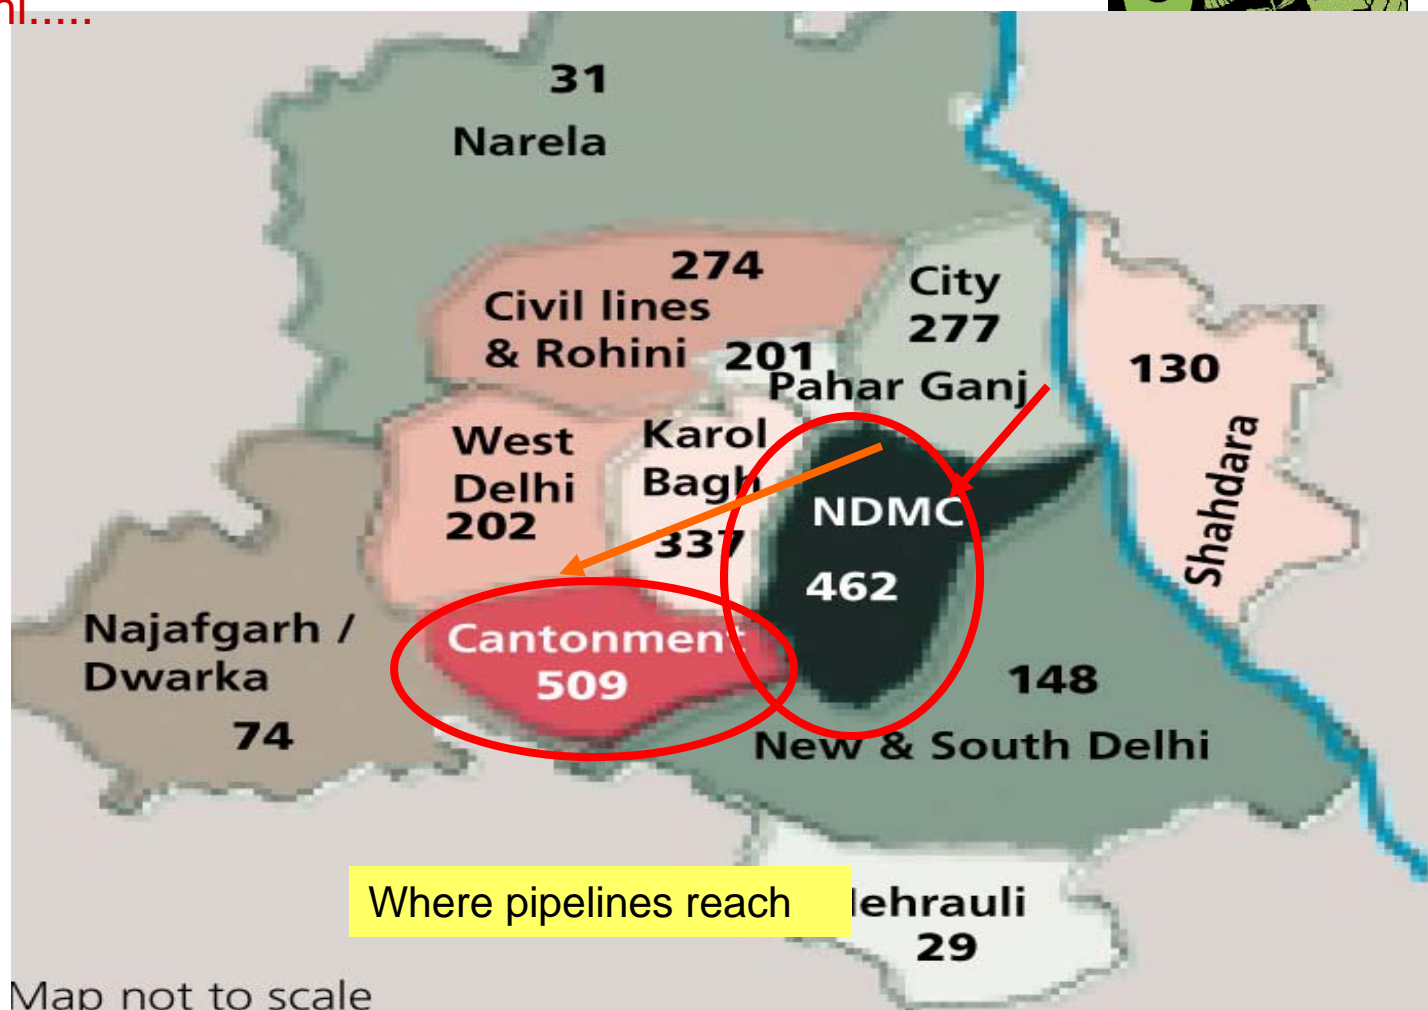 31
Narela
274
Civil lines
& Rohini
201
Pahar Ganj
City
277
130
Shahdara
West
Delhi
202
Karol
Bagh
337
NDMC
462
Najafgarh /
Dwarka
74
Cantonment
509
148
New & South Delhi
Where pipelines reach
29
Map not to scale